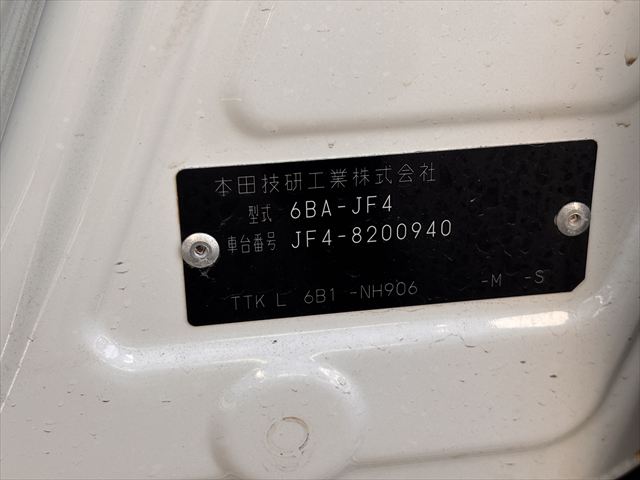 本田技研工業株式会社
型式 6BA-JF4
車台番号 JF4-8200940
TTK L 6B1 -NH906 -M -S